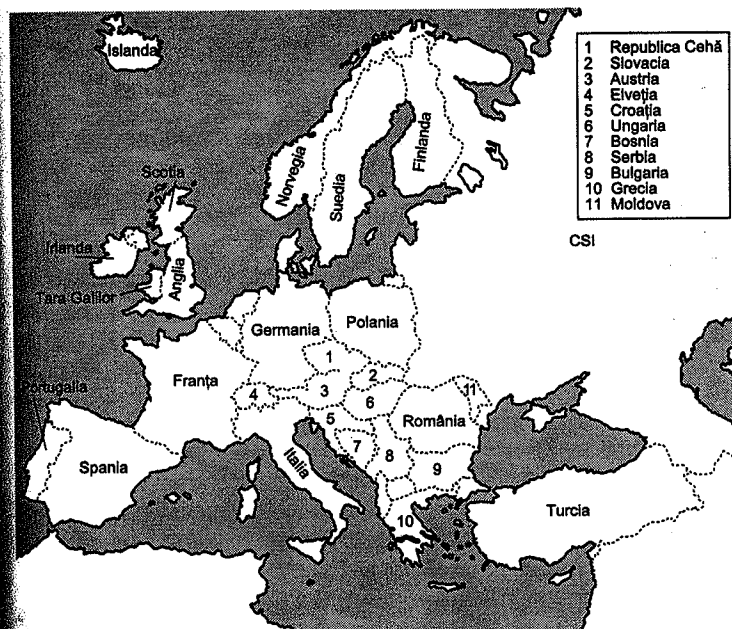 Islanda
1 Republica Cehă
2 Slovacia
3 Austria
4 Elveția
5 Croația
6 Ungaria
7 Bosnia
8 Serbia
9 Bulgaria
10 Grecia
11 Moldova
CSI
Norvegia
Suedia
Finlanda
Scotia
Irlanda
Anglia
Tara Galilor
Germania
Polania
Franța
1
2
3
4
5
6
7
8
9
10
11
România
Portugalia
Spania
Italia
Turcia